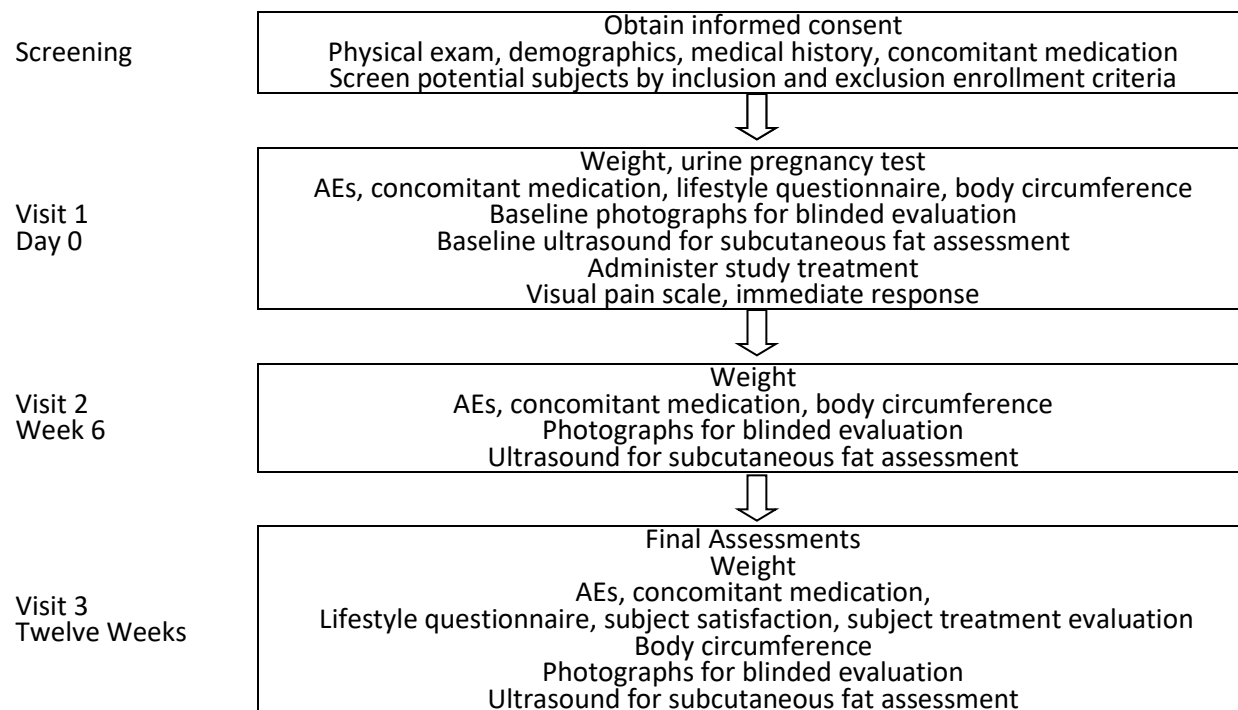 Screening
Obtain informed consent
Physical exam, demographics, medical history, concomitant medication
Screen potential subjects by inclusion and exclusion enrollment criteria
Visit 1
Day 0
Weight, urine pregnancy test
AEs, concomitant medication, lifestyle questionnaire, body circumference
Baseline photographs for blinded evaluation
Baseline ultrasound for subcutaneous fat assessment
Administer study treatment
Visual pain scale, immediate response
Visit 2
Week 6
Weight
AEs, concomitant medication, body circumference
Photographs for blinded evaluation
Ultrasound for subcutaneous fat assessment
Visit 3
Twelve Weeks
Final Assessments
Weight
AEs, concomitant medication,
Lifestyle questionnaire, subject satisfaction, subject treatment evaluation
Body circumference
Photographs for blinded evaluation
Ultrasound for subcutaneous fat assessment